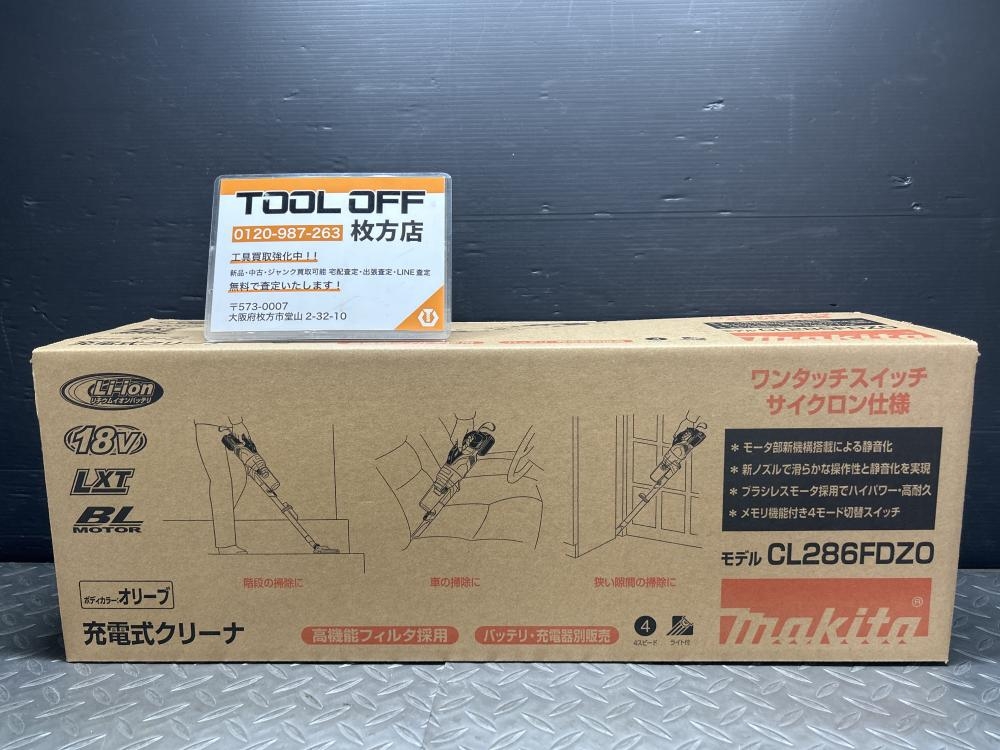 TOOL OFF
0120-987-263 枚方店
工具買取強化中!!
新品・中古・ジャンク買取可能 宅配査定・出張査定・LINE査定
無料で査定いたします!
〒573-0007
大阪府枚方市堂山 2-32-10
Li-ion
リチウムイオンバッテリ
18V
LXT
BL
MOTOR
ワンタッチスイッチ
サイクロン仕様
* モータ部新機構搭載による静音化
* 新ノズルで滑らかな操作性と静音化を実現
* ブラシレスモータ採用でハイパワー・高耐久
* メモリ機能付き4モード切替スイッチ
モデル CL286FDZO
makita®
階段の掃除に
車の掃除に
狭い隙間の掃除に
ボディカラー:オリーブ
充電式クリーナ
高機能フィルタ採用
バッテリ・充電器別販売
4
4スピード
ライト付